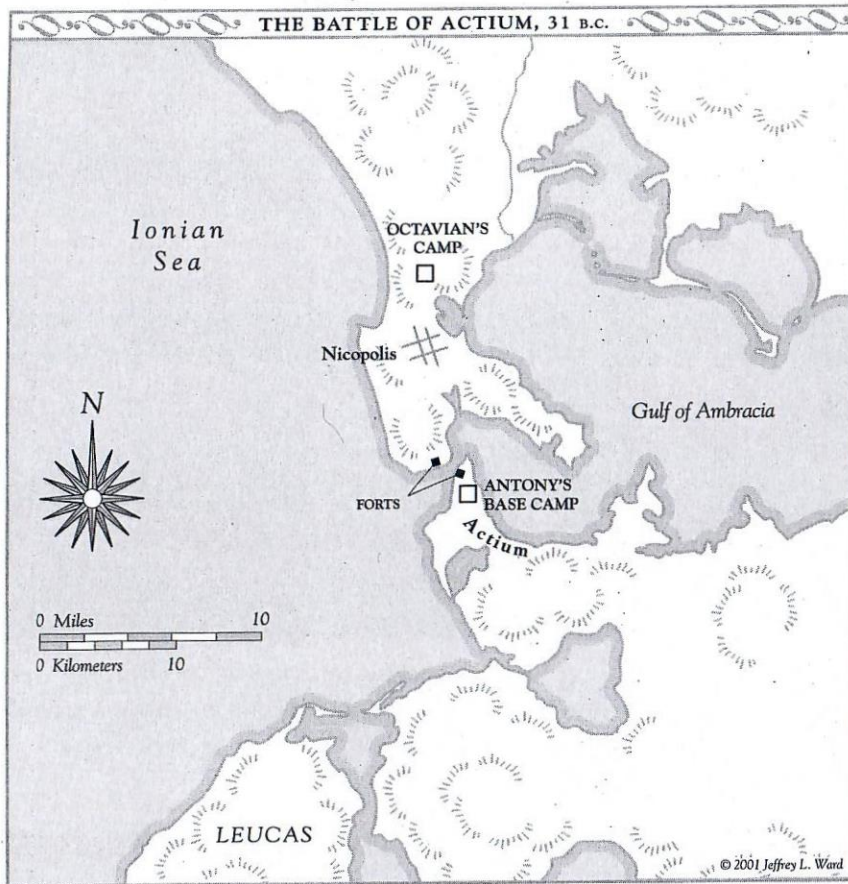 THE BATTLE OF ACTIUM, 31 B.C.
Ionian
Sea
OCTAVIAN'S
CAMP
Nicopolis
Gulf of Ambracia
N
FORTS
ANTONY'S
BASE CAMP
Actium
0 Miles 10
0 Kilometers 10
LEUCAS
© 2001 Jeffrey L. Ward